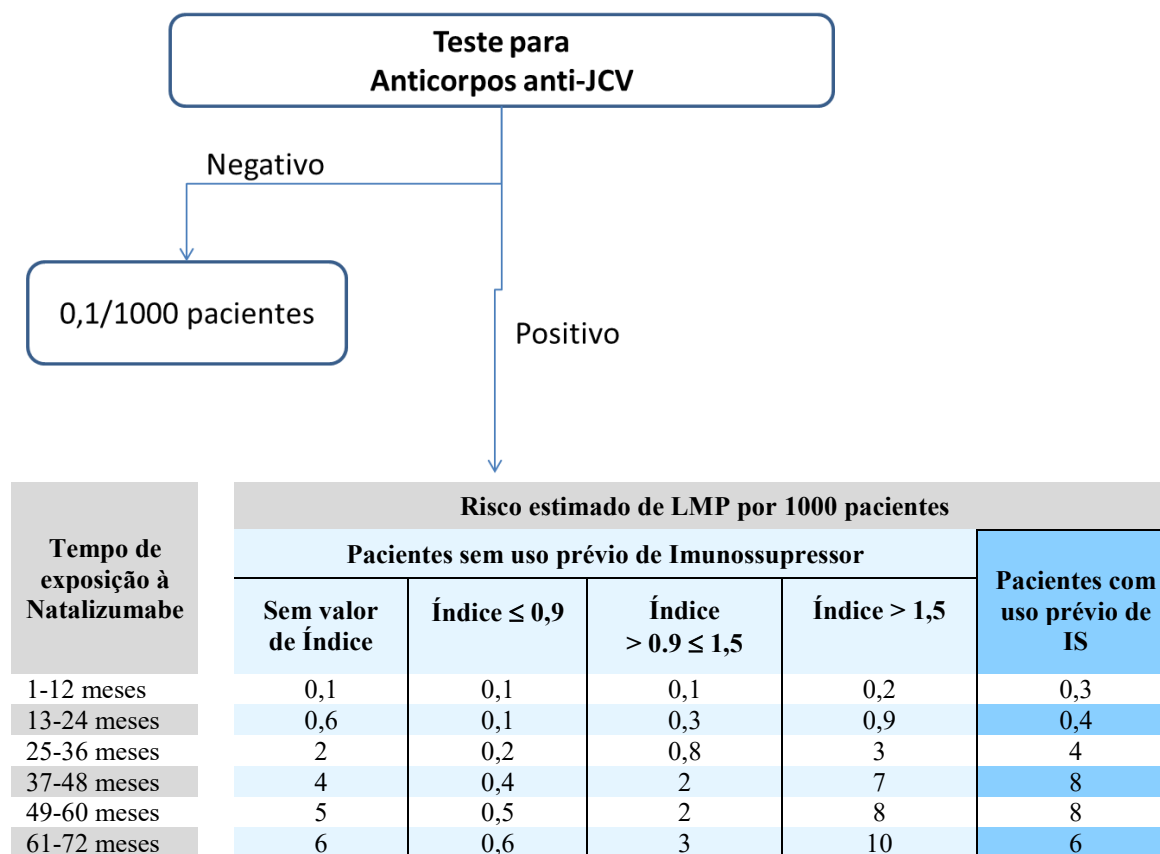 Teste para
Anticorpos anti-JCV
Negativo
0,1/1000 pacientes
Positivo
Tempo de
exposição à
Natalizumabe
Risco estimado de LMP por 1000 pacientes
Pacientes sem uso prévio de Imunossupressor
Pacientes com
uso prévio de
IS
Sem valor
de Índice
Índice ≤ 0,9
Índice
> 0.9 ≤ 1,5
Índice > 1,5
1-12 meses 0,1 0,1 0,1 0,2 0,3
13-24 meses 0,6 0,1 0,3 0,9 0,4
25-36 meses 2 0,2 0,8 3 4
37-48 meses 4 0,4 2 7 8
49-60 meses 5 0,5 2 8 8
61-72 meses 6 0,6 3 10 6